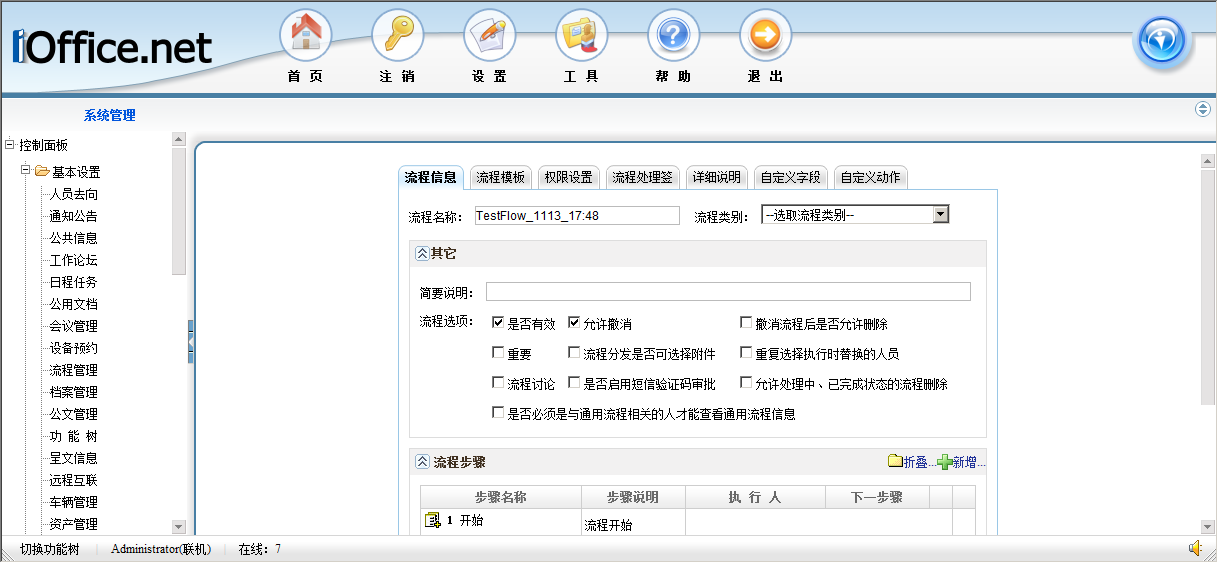 iOffice.net
首 页 注 销 设 置 工 具 帮 助 退 出
系统管理
控制面板
基本设置
人员去向
通知公告
公共信息
工作论坛
日程任务
公用文档
会议管理
设备预约
流程管理
档案管理
公文管理
功 能 树
呈文信息
远程互联
车辆管理
资产管理
流程信息 流程模板 权限设置 流程处理签 详细说明 自定义字段 自定义动作
流程名称： TestFlow_1113_17:48 流程类别： --选取流程类别--
其它
简要说明：
流程选项： 是否有效 允许撤消 撤消流程后是否允许删除
重要 流程分发是否可选择附件 重复选择执行时替换的人员
流程讨论 是否启用短信验证码审批 允许处理中、已完成状态的流程删除
是否必须是与通用流程相关的人才能查看通用流程信息
流程步骤 折叠... 新增...
步骤名称 步骤说明 执 行 人 下一步骤
1 开始 流程开始
切换功能树 Administrator(联机) 在线：7